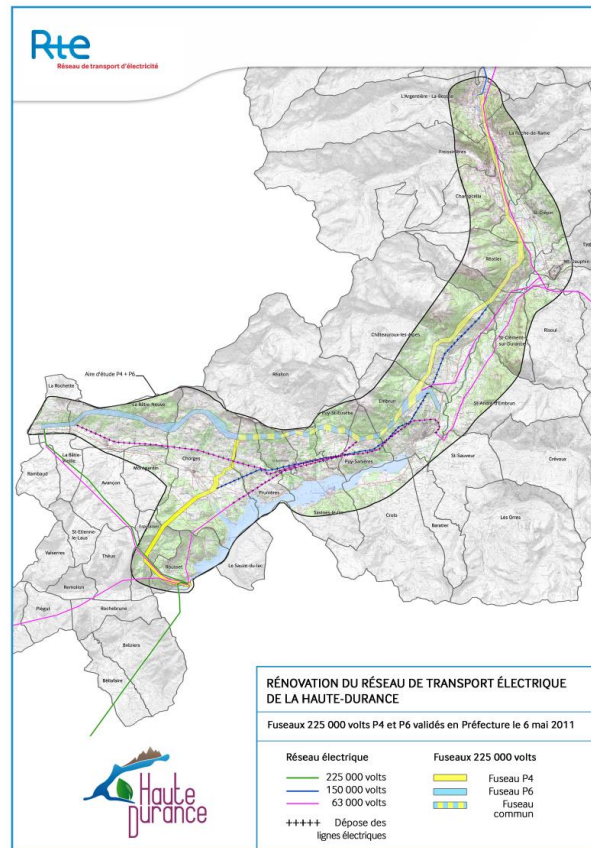 Rte
Réseau de transport d'électricité
L'Argentière - La Bessée
La Roche-de-Rame
Freissinières
Champcella
St-Crépin
Réotier
Risoul
Châteauroux-les-Alpes
St-Clément-
sur-Durance
Réallon
Aire d'étude P4 + P6
La Rochette
La Bâtie-Neuve
St-André-d'Embrun
Puy-St-Eusèbe
Embrun
La Bâtie-
Vieille
Chorges
Puy-Sanières
St-Sauveur
Crévoux
Rambaud
Montgardin
Avançon
Prunières
Savines-le-Lac
Crots
Baratier
Les Orres
St-Etienne-
le-Laus
Valserres
Théus
Espinasses
Rousset
Le Sauze-du-Lac
Remollon
Piégut
Rochebrune
Bréziers
Bellaffaire
RÉNOVATION DU RÉSEAU DE TRANSPORT ÉLECTRIQUE
DE LA HAUTE-DURANCE
Fuseaux 225 000 volts P4 et P6 validés en Préfecture le 6 mai 2011
Réseau électrique
225 000 volts
150 000 volts
63 000 volts
Dépose des
lignes électriques
Fuseaux 225 000 volts
Fuseau P4
Fuseau P6
Fuseau
commun
Haute
Durance